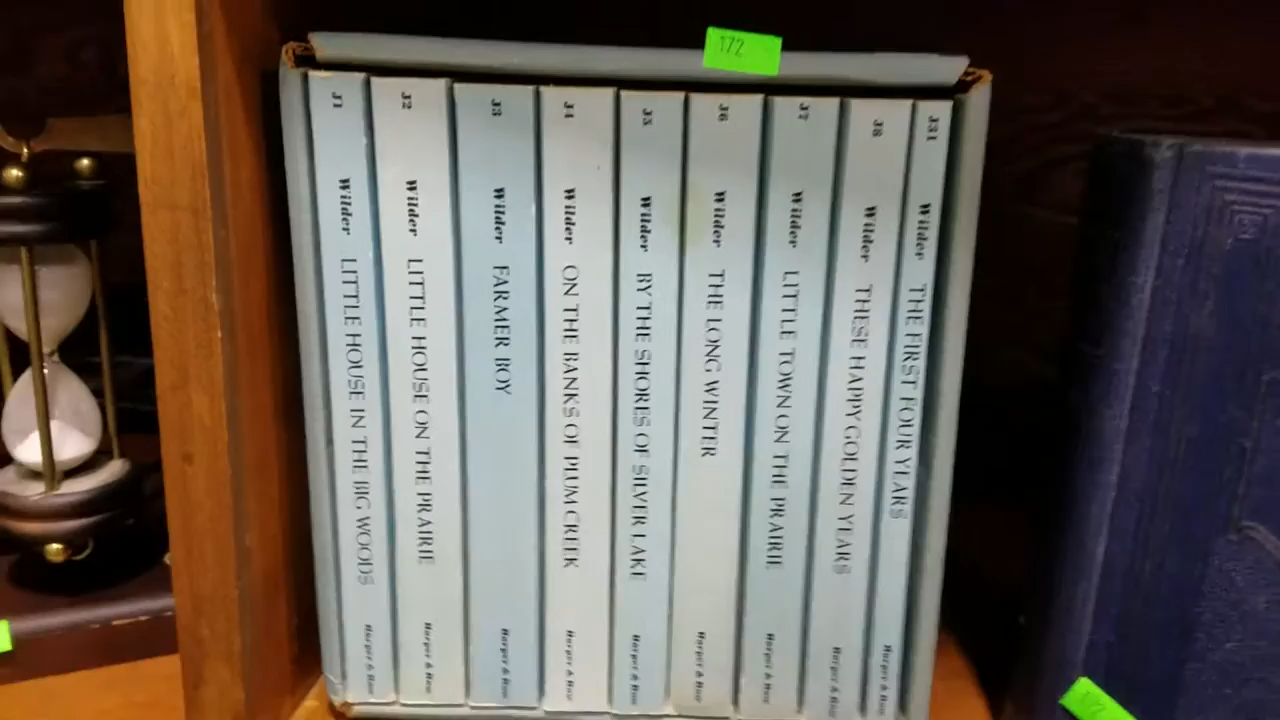 172
J1 Wilder LITTLE HOUSE IN THE BIG WOODS Harper & Row
J2 Wilder LITTLE HOUSE ON THE PRAIRIE Harper & Row
J3 Wilder FARMER BOY Harper & Row
J4 Wilder ON THE BANKS OF PLUM CREEK Harper & Row
J5 Wilder BY THE SHORES OF SILVER LAKE Harper & Row
J6 Wilder THE LONG WINTER Harper & Row
J7 Wilder LITTLE TOWN ON THE PRAIRIE Harper & Row
J8 Wilder THESE HAPPY GOLDEN YEARS Harper & Row
J31 Wilder THE FIRST FOUR YEARS Harper & Row